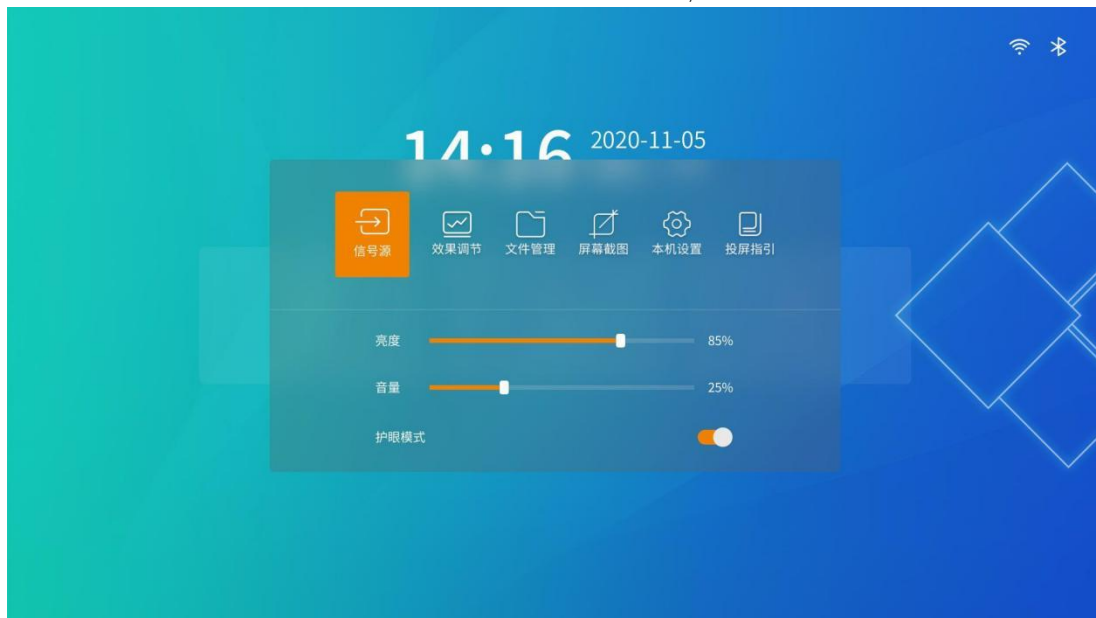 14:16 2020-11-05
信号源 效果调节 文件管理 屏幕截图 本机设置 投屏指引
亮度 85%
音量 25%
护眼模式